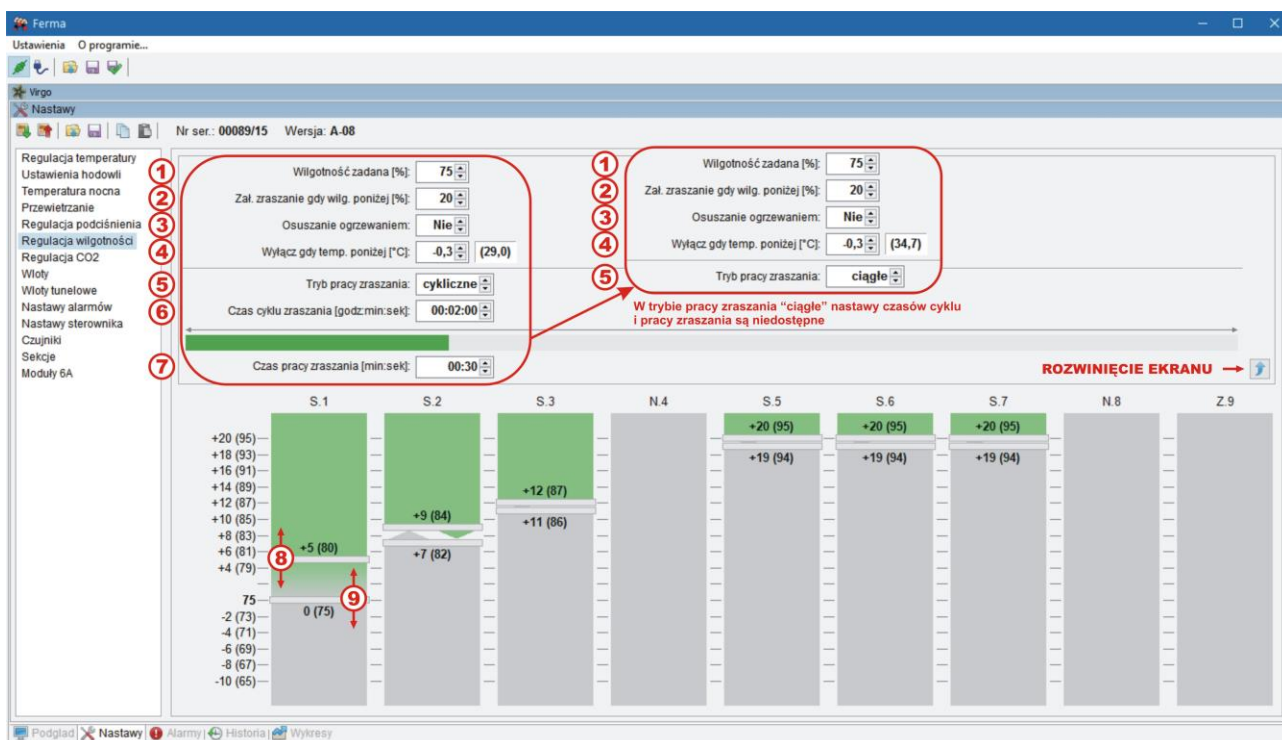 Ferma
Ustawienia O programie...
Virgo
Nastawy
Nr ser.: 00089/15 Wersja: A-08
Regulacja temperatury
Ustawienia hodowli
Temperatura nocna
Przewietrzanie
Regulacja podciśnienia
Regulacja wilgotności
Regulacja CO2
Wloty
Wloty tunelowe
Nastawy alarmów
Nastawy sterownika
Czujniki
Sekcje
Moduły 6A
1 Wilgotność zadana [%]: 75
2 Zał. zraszanie gdy wilg. poniżej [%]: 20
3 Osuszanie ogrzewaniem: Nie
4 Wyłącz gdy temp. poniżej [°C]: -0,3 (29,0)
5 Tryb pracy zraszania: cykliczne
6 Czas cyklu zraszania [godz:min:sek]: 00:02:00
7 Czas pracy zraszania [min:sek]: 00:30
1 Wilgotność zadana [%]: 75
2 Zał. zraszanie gdy wilg. poniżej [%]: 20
3 Osuszanie ogrzewaniem: Nie
4 Wyłącz gdy temp. poniżej [°C]: -0,3 (34,7)
5 Tryb pracy zraszania: ciągłe
W trybie pracy zraszania "ciągłe" nastawy czasów cyklu
i pracy zraszania są niedostępne
ROZWINIĘCIE EKRANU
S.1 S.2 S.3 N.4 S.5 S.6 S.7 N.8 Z.9
+20 (95)
+18 (93)
+16 (91)
+14 (89)
+12 (87)
+10 (85)
+8 (83)
+6 (81)
+4 (79)
75
-2 (73)
-4 (71)
-6 (69)
-8 (67)
-10 (65)
+5 (80)
0 (75)
8
9
+9 (84)
+7 (82)
+12 (87)
+11 (86)
+20 (95)
+19 (94)
+20 (95)
+19 (94)
+20 (95)
+19 (94)
Podgląd Nastawy Alarmy Historia Wykresy